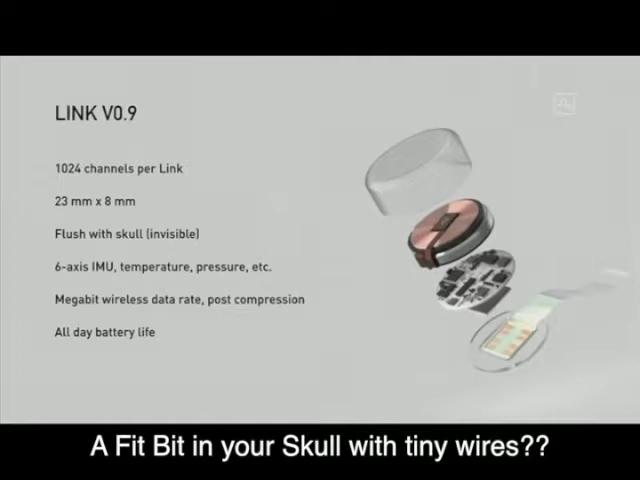 LINK V0.9
1024 channels per Link
23 mm x 8 mm
Flush with skull (invisible)
6-axis IMU, temperature, pressure, etc.
Megabit wireless data rate, post compression
All day battery life
A Fit Bit in your Skull with tiny wires??